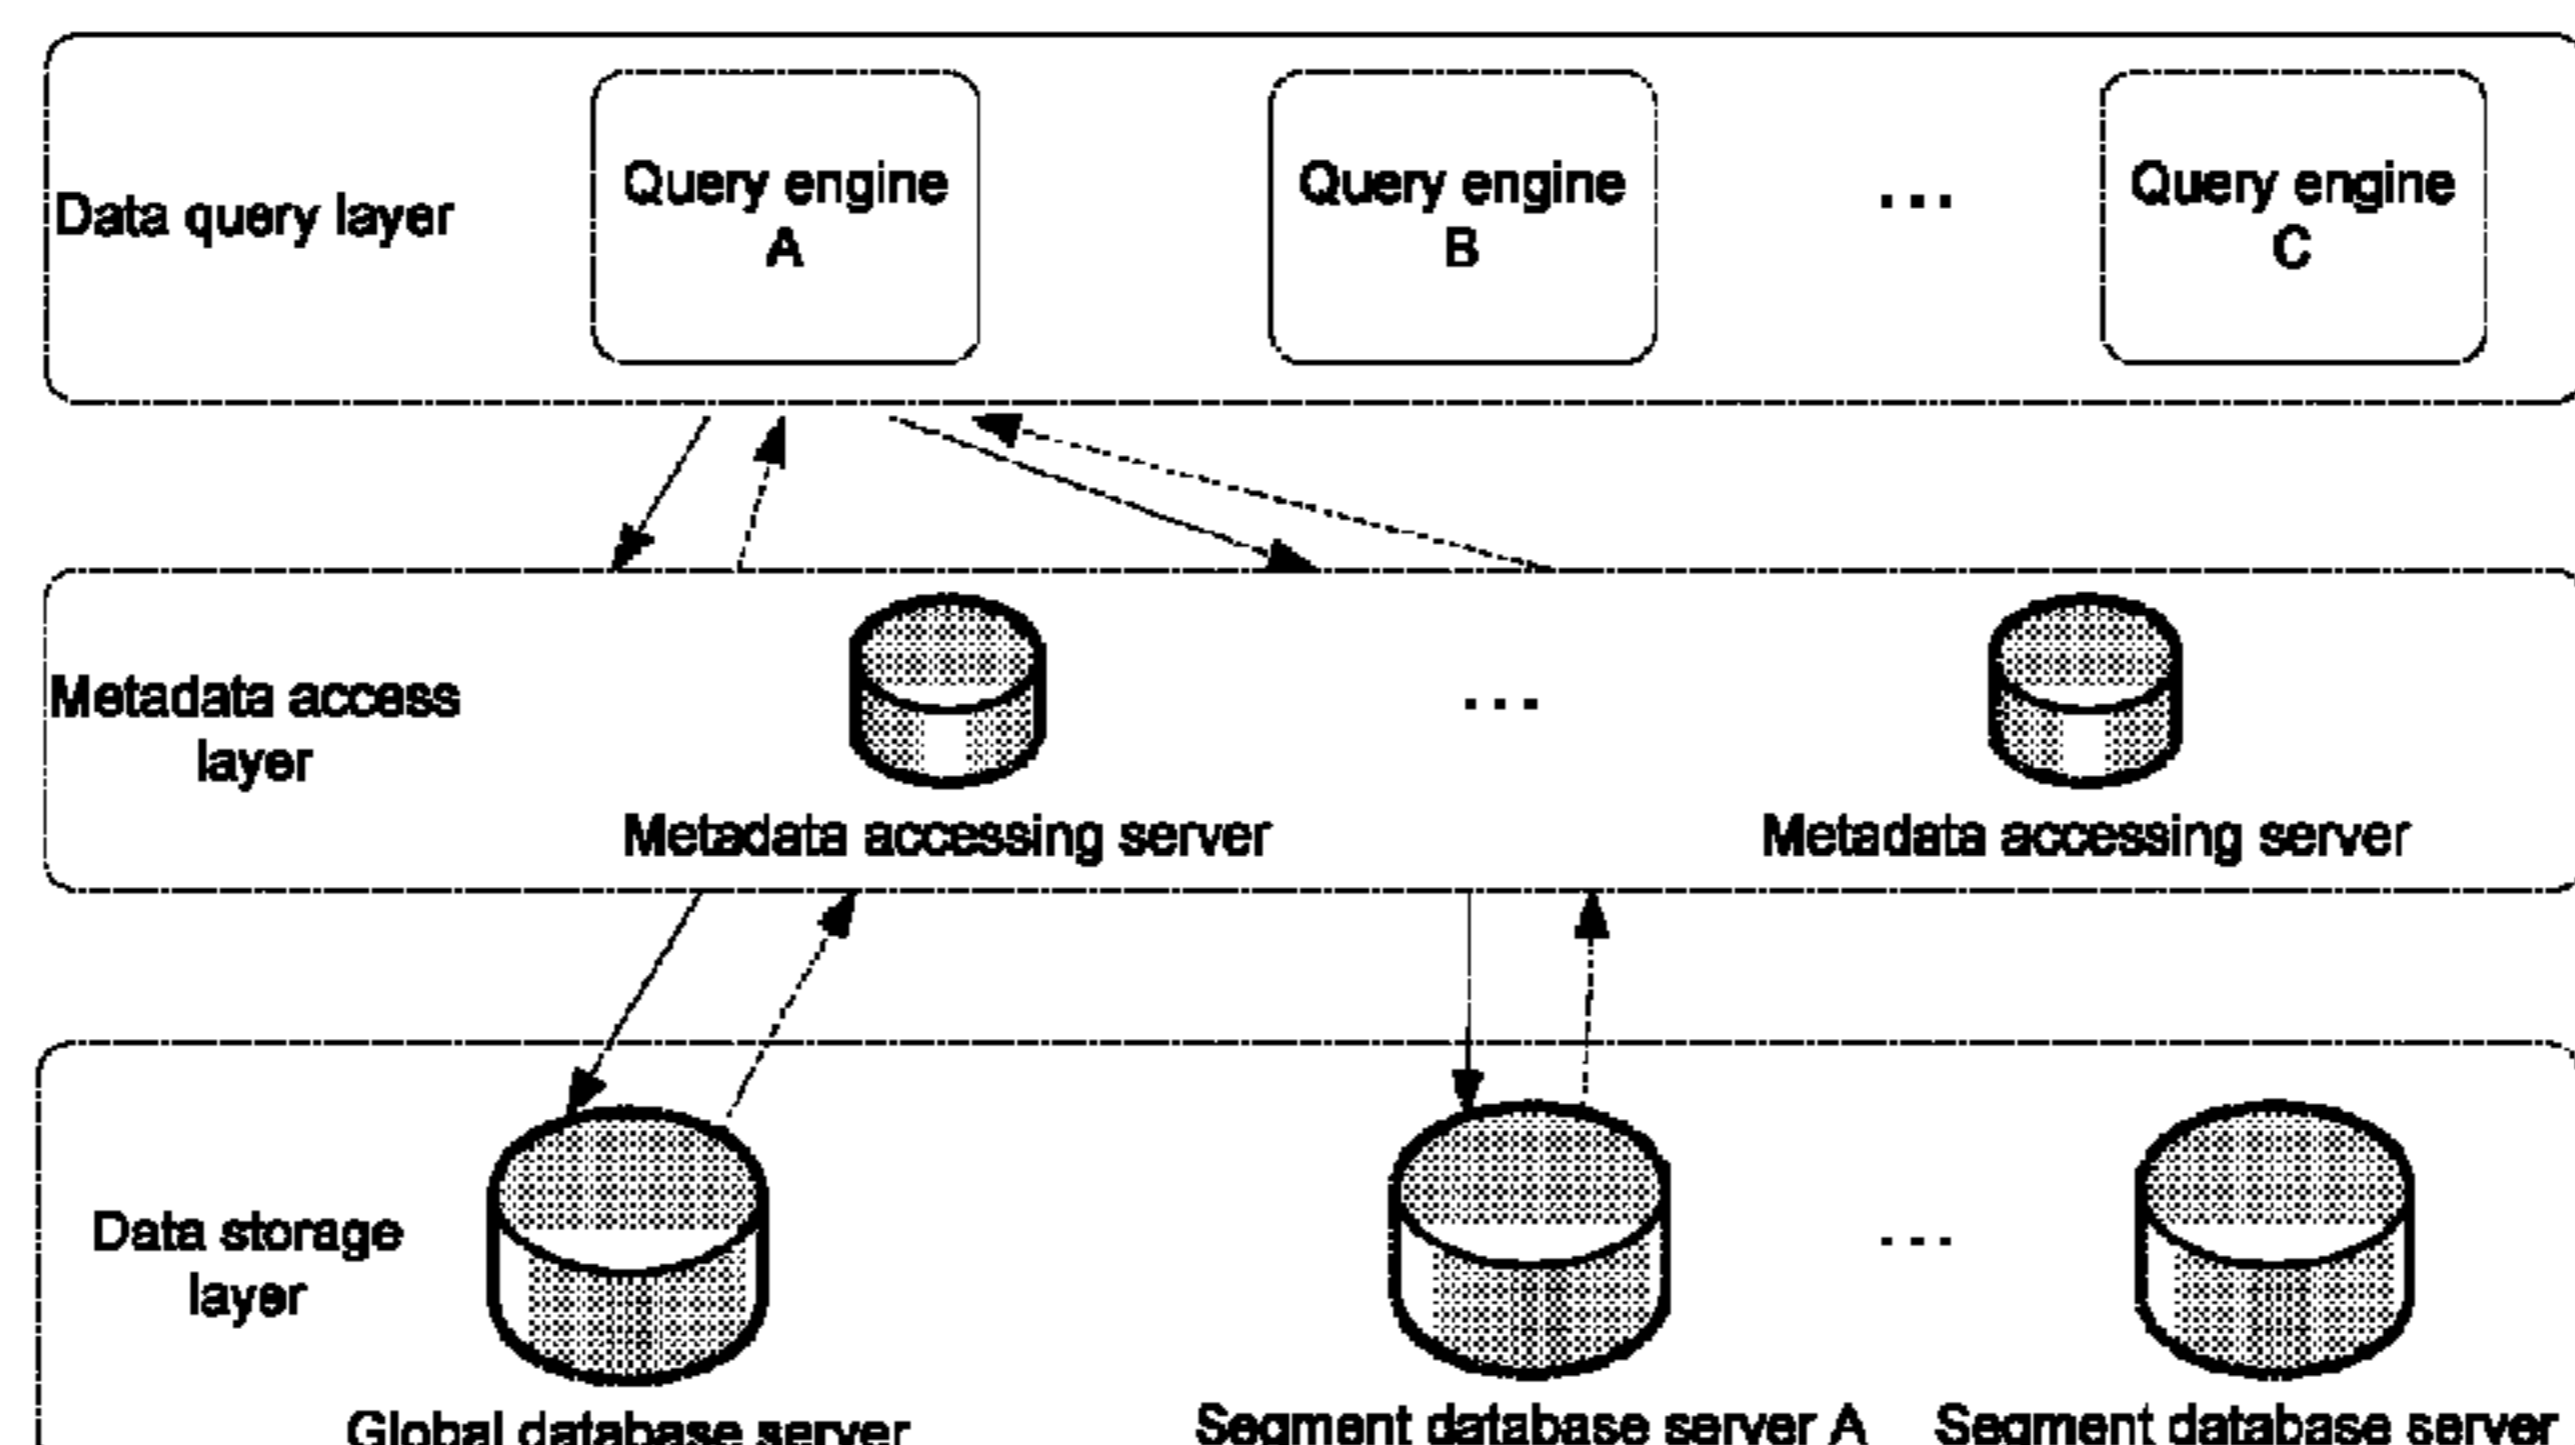 Data query layer
Query engine
A
Query engine
B
...
Query engine
C
Metadata access
layer
...
Metadata accessing server
Metadata accessing server
Data storage
layer
...
Global database server
Segment database server A
Segment database server